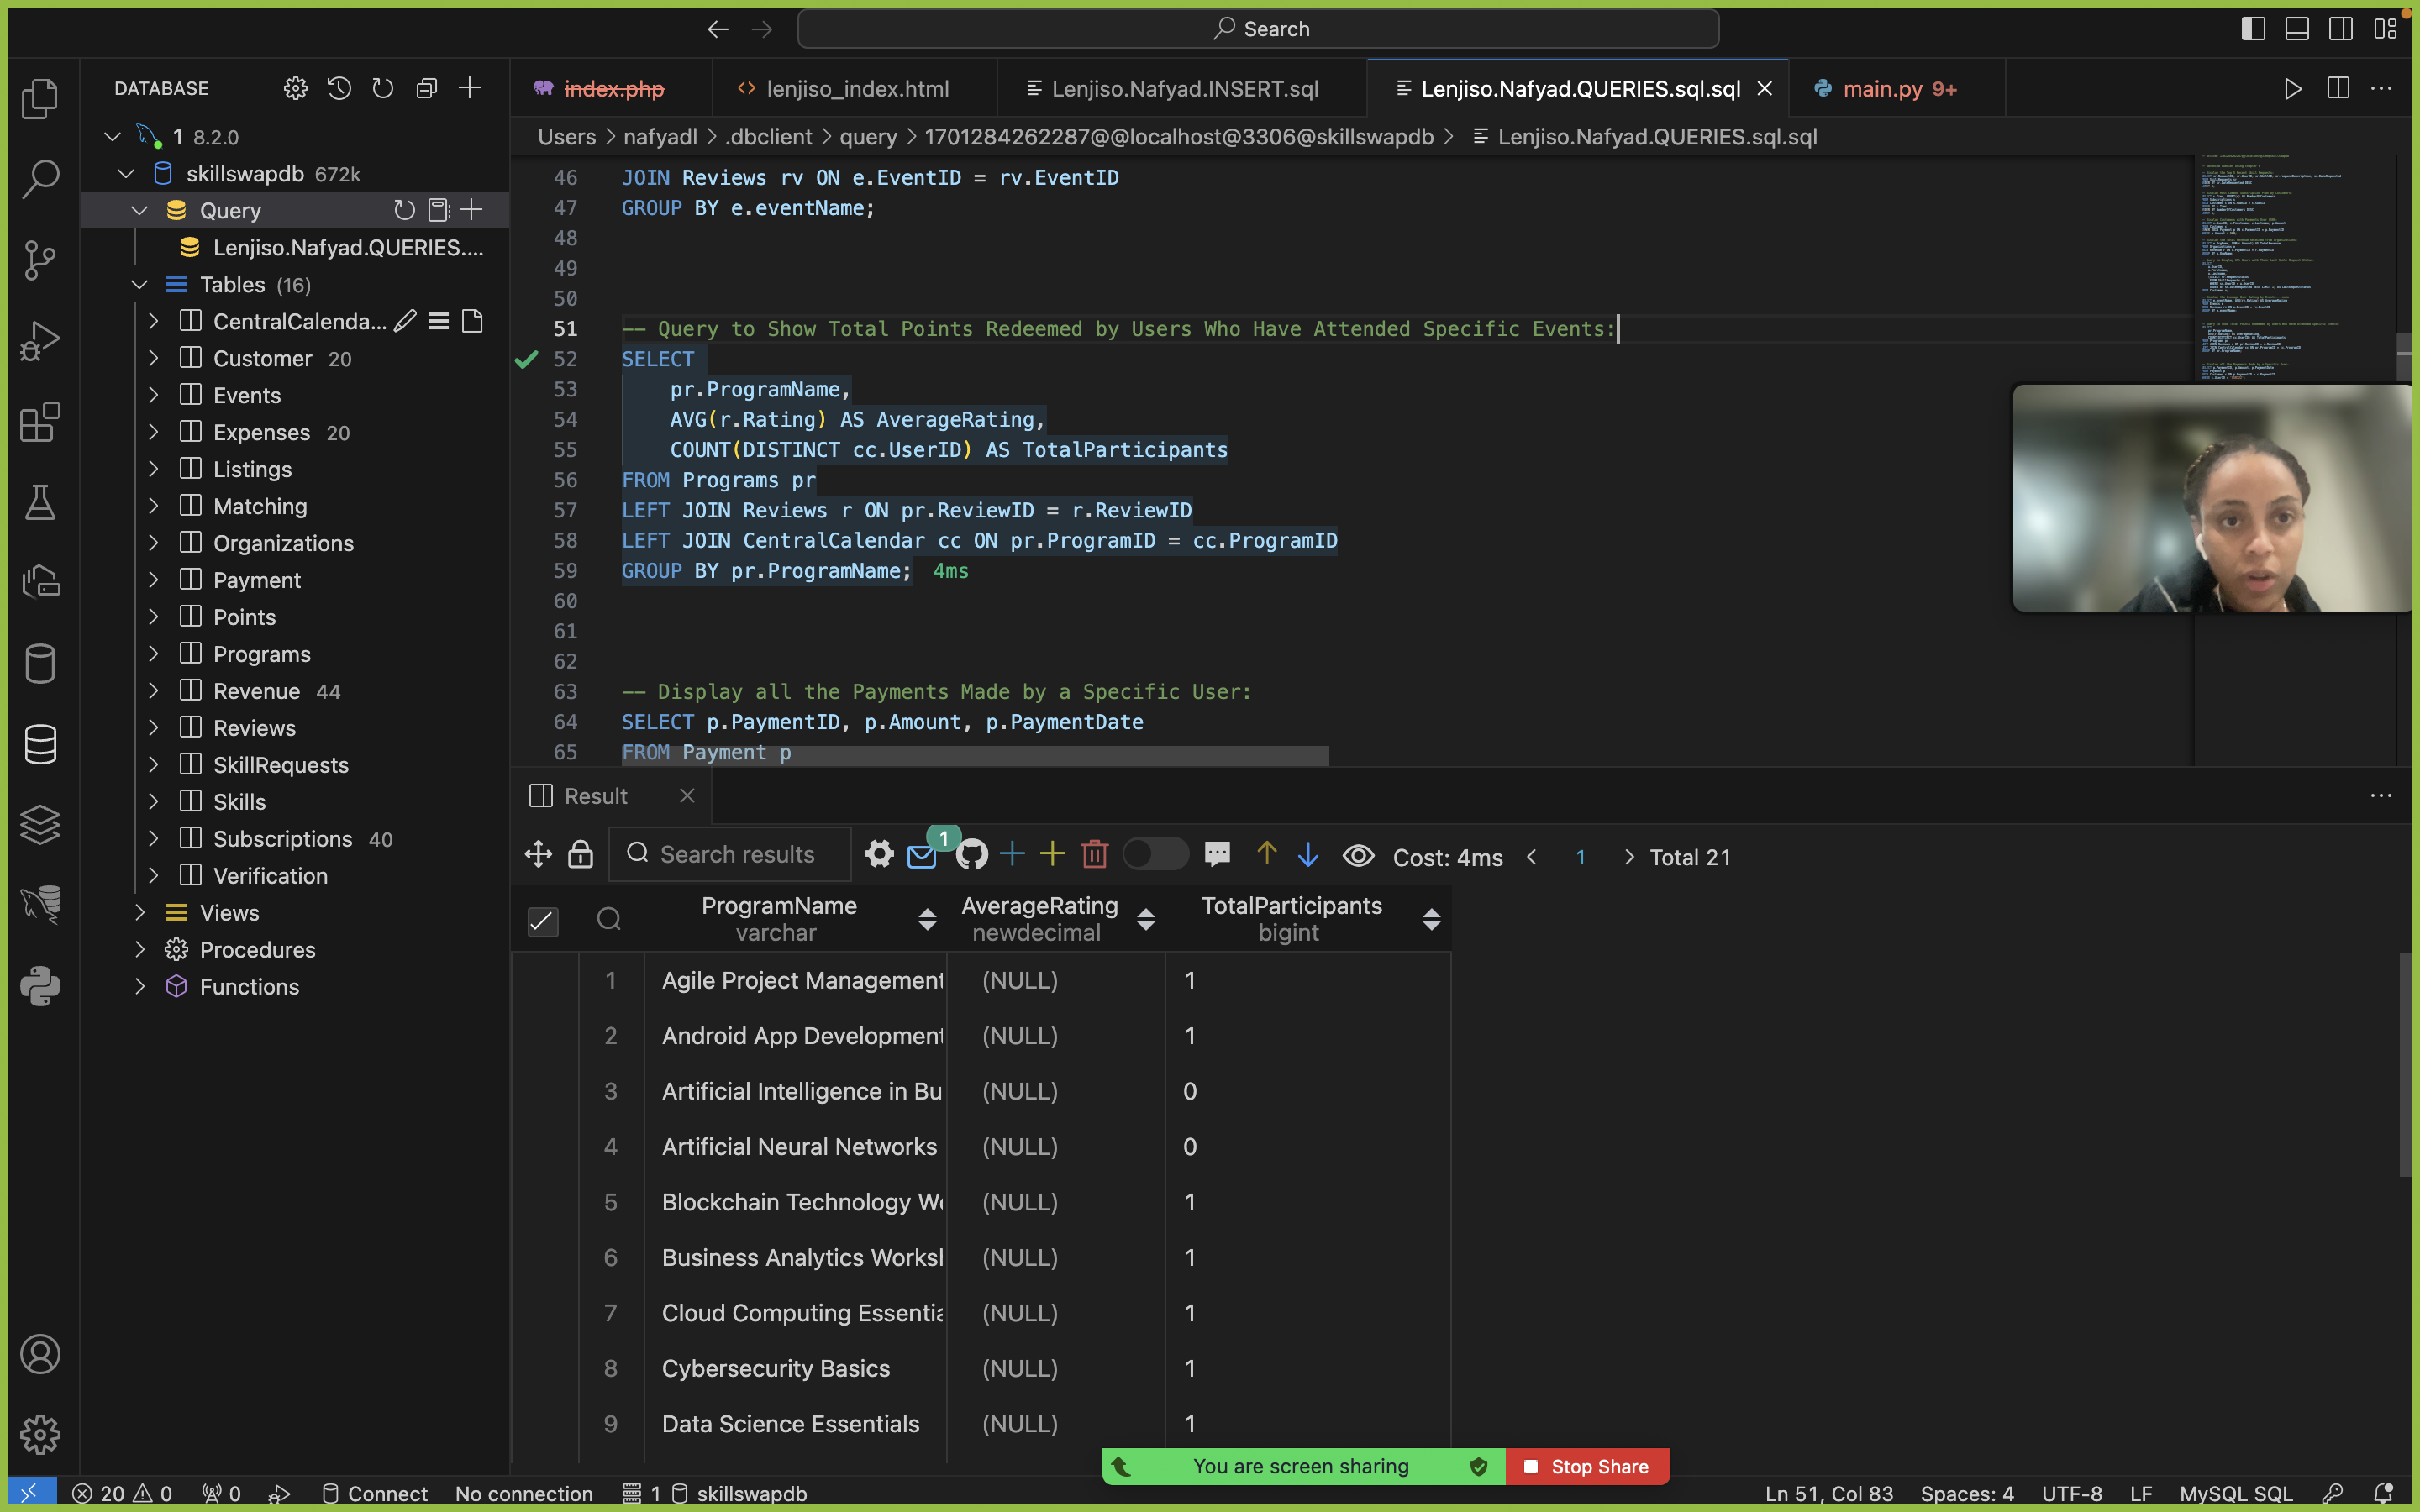 Search
DATABASE
index.php
lenjiso_index.html
Lenjiso.Nafyad.INSERT.sql
Lenjiso.Nafyad.QUERIES.sql.sql
main.py 9+
1 8.2.0
skillswapdb 672k
Query
Lenjiso.Nafyad.QUERIES....
Tables (16)
CentralCalenda...
Customer 20
Events
Expenses 20
Listings
Matching
Organizations
Payment
Points
Programs
Revenue 44
Reviews
SkillRequests
Skills
Subscriptions 40
Verification
Views
Procedures
Functions
Users > nafyadl > .dbclient > query > 1701284262287@@localhost@3306@skillswapdb > Lenjiso.Nafyad.QUERIES.sql.sql
46 JOIN Reviews rv ON e.EventID = rv.EventID
47 GROUP BY e.eventName;
48
49
50
51 -- Query to Show Total Points Redeemed by Users Who Have Attended Specific Events:
52 SELECT
53 pr.ProgramName,
54 AVG(r.Rating) AS AverageRating,
55 COUNT(DISTINCT cc.UserID) AS TotalParticipants
56 FROM Programs pr
57 LEFT JOIN Reviews r ON pr.ReviewID = r.ReviewID
58 LEFT JOIN CentralCalendar cc ON pr.ProgramID = cc.ProgramID
59 GROUP BY pr.ProgramName; 4ms
60
61
62
63 -- Display all the Payments Made by a Specific User:
64 SELECT p.PaymentID, p.Amount, p.PaymentDate
65 FROM Payment p
Result
Search results
1
Cost: 4ms < 1 > Total 21
ProgramName AverageRating TotalParticipants
varchar newdecimal bigint
1 Agile Project Management (NULL) 1
2 Android App Development (NULL) 1
3 Artificial Intelligence in Bu (NULL) 0
4 Artificial Neural Networks (NULL) 0
5 Blockchain Technology W (NULL) 1
6 Business Analytics Works (NULL) 1
7 Cloud Computing Essentia (NULL) 1
8 Cybersecurity Basics (NULL) 1
9 Data Science Essentials (NULL) 1
You are screen sharing
Stop Share
20 0 0 Connect No connection 1 skillswapdb
Ln 51, Col 83 Spaces: 4 UTF-8 LF MySQL SQL